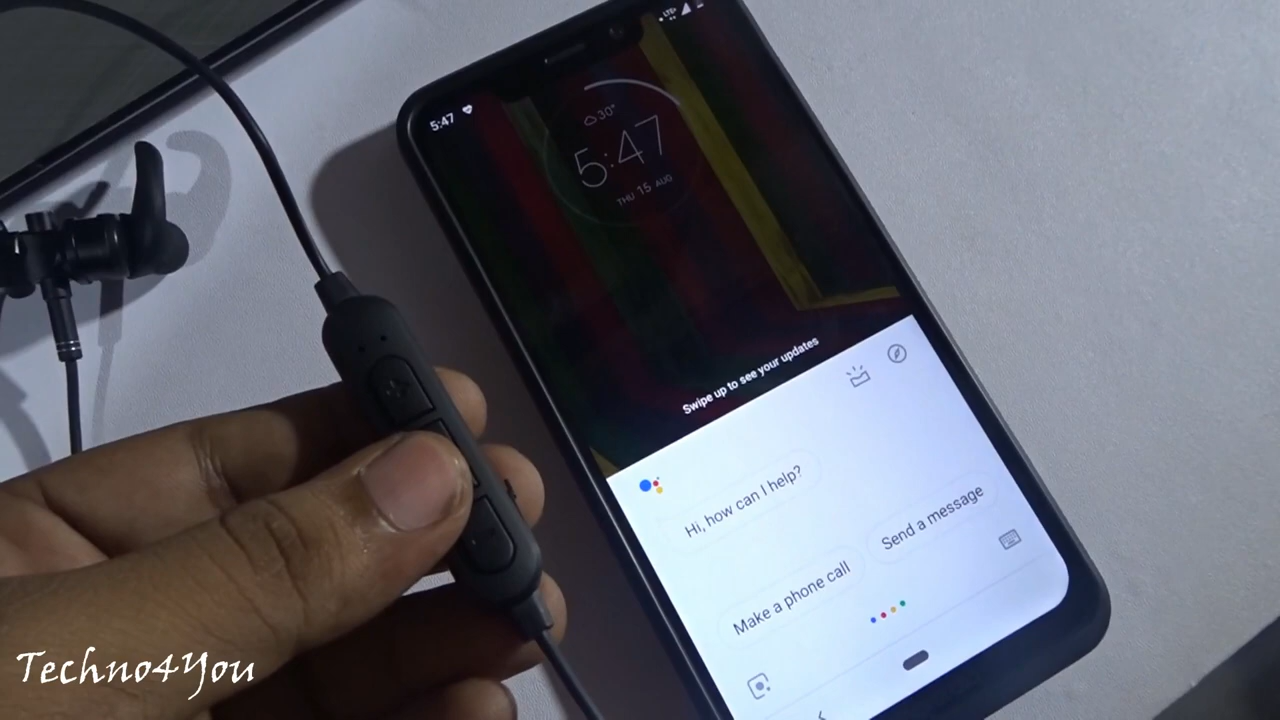 LTE+
5:47
30°
5:47
THU 15 AUG
Swipe up to see your updates
Hi, how can I help?
Send a message
Make a phone call
Techno4You